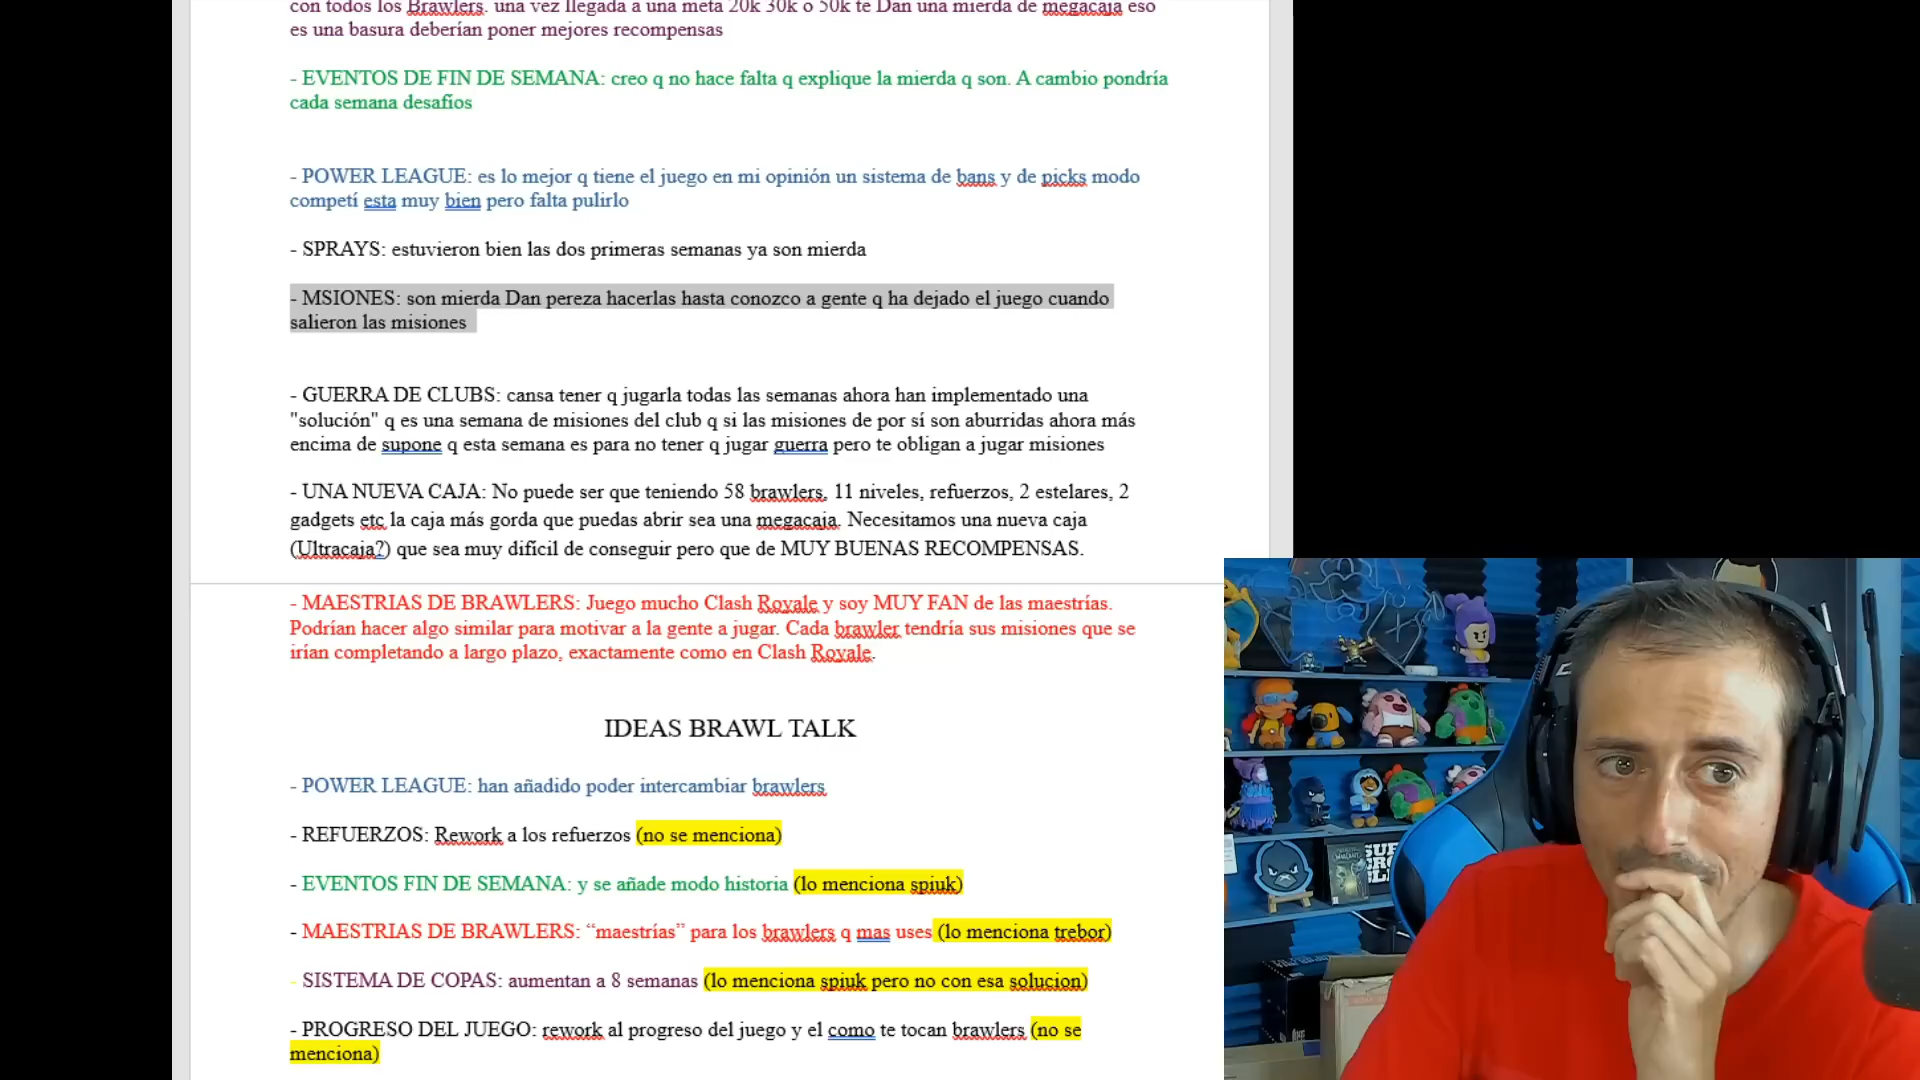 con todos los Brawlers. una vez llegada a una meta 20k 30k o 50k te Dan una mierda de megacaja eso
es una basura deberían poner mejores recompensas
- EVENTOS DE FIN DE SEMANA: creo q no hace falta q explique la mierda q son. A cambio pondría
cada semana desafíos
- POWER LEAGUE: es lo mejor q tiene el juego en mi opinión un sistema de bans y de picks modo
competí esta muy bien pero falta pulirlo
- SPRAYS: estuvieron bien las dos primeras semanas ya son mierda
- MSIONES: son mierda Dan pereza hacerlas hasta conozco a gente q ha dejado el juego cuando
salieron las misiones
- GUERRA DE CLUBS: cansa tener q jugarla todas las semanas ahora han implementado una
"solución" q es una semana de misiones del club q si las misiones de por sí son aburridas ahora más
encima de supone q esta semana es para no tener q jugar guerra pero te obligan a jugar misiones
- UNA NUEVA CAJA: No puede ser que teniendo 58 brawlers, 11 niveles, refuerzos, 2 estelares, 2
gadgets etc la caja más gorda que puedas abrir sea una megacaja. Necesitamos una nueva caja
(Ultracaja?) que sea muy difícil de conseguir pero que de MUY BUENAS RECOMPENSAS.
- MAESTRIAS DE BRAWLERS: Juego mucho Clash Royale y soy MUY FAN de las maestrías.
Podrían hacer algo similar para motivar a la gente a jugar. Cada brawler tendría sus misiones que se
irían completando a largo plazo, exactamente como en Clash Royale.
IDEAS BRAWL TALK
- POWER LEAGUE: han añadido poder intercambiar brawlers
- REFUERZOS: Rework a los refuerzos (no se menciona)
- EVENTOS FIN DE SEMANA: y se añade modo historia (lo menciona spiuk)
- MAESTRIAS DE BRAWLERS: “maestrías” para los brawlers q mas uses (lo menciona trebor)
- SISTEMA DE COPAS: aumentan a 8 semanas (lo menciona spiuk pero no con esa solucion)
- PROGRESO DEL JUEGO: rework al progreso del juego y el como te tocan brawlers (no se
menciona)